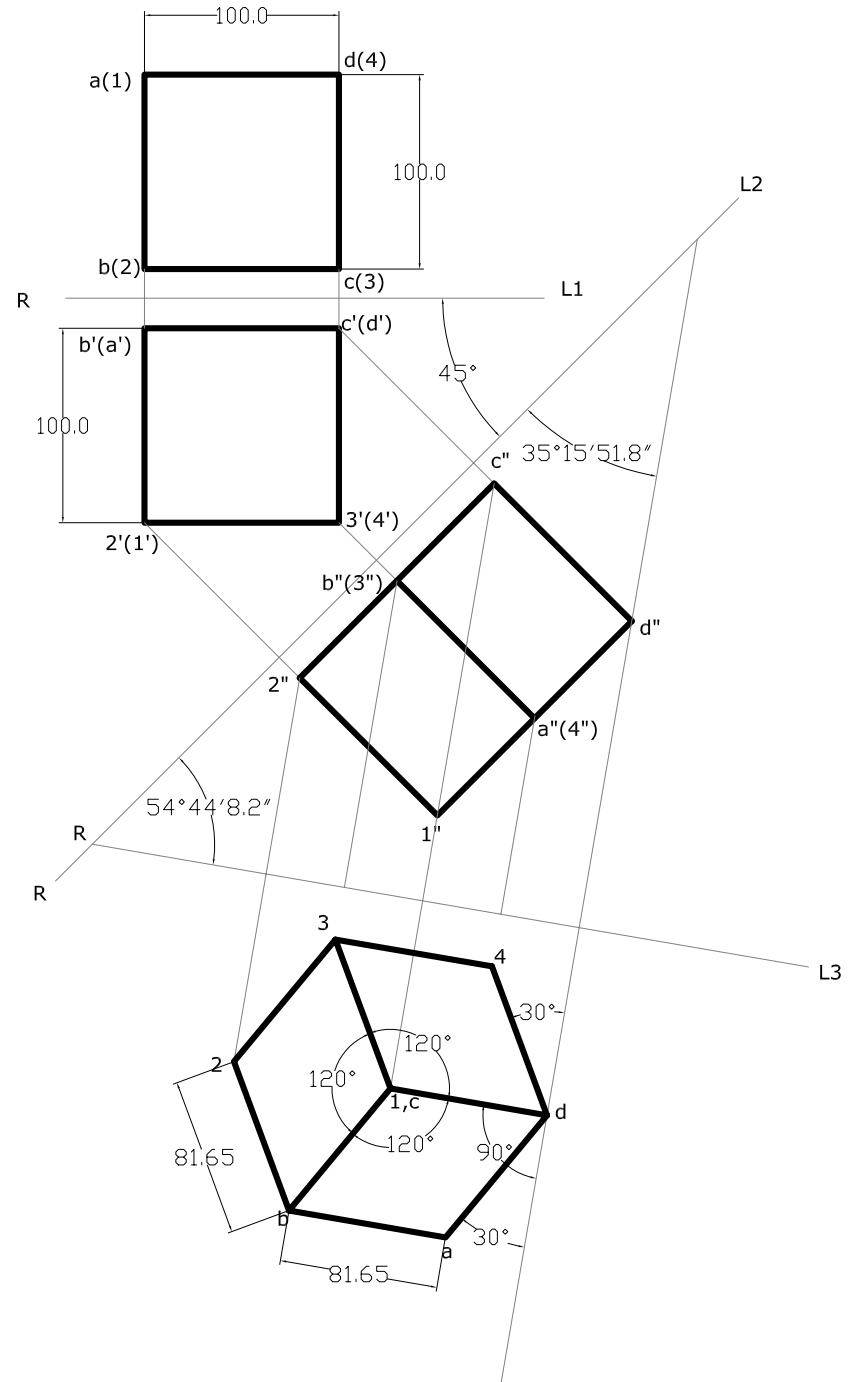 100.0
d(4)
a(1)
100.0
L2
b(2)
c(3)
R
L1
c'(d')
b'(a')
45°
100.0
35°15′51.8″
c"
3'(4')
2'(1')
b"(3")
d"
2"
a"(4")
54°44′8.2″
R
1"
R
3
4
L3
30°
120°
2
120°
1,c
d
120°
90°
81.65
b
30°
a
81.65